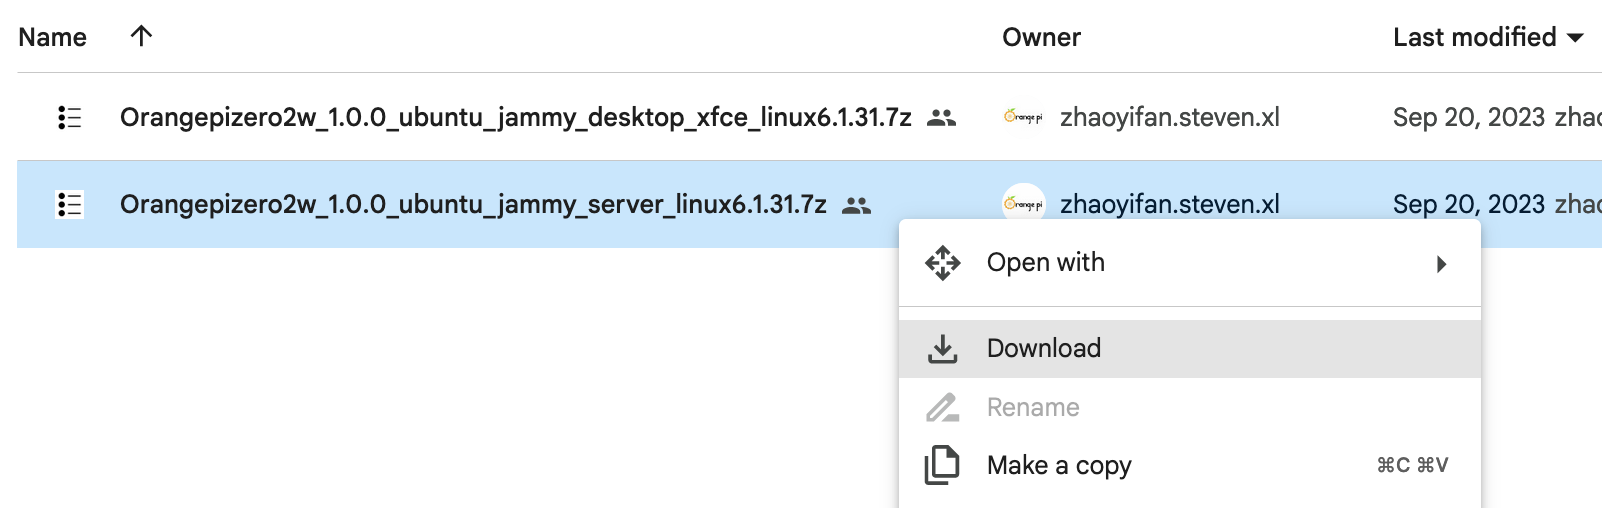 Name Owner Last modified
Orangepizero2w_1.0.0_ubuntu_jammy_desktop_xfce_linux6.1.31.7z Orange pi zhaoyifan.steven.xl Sep 20, 2023 zhao
Orangepizero2w_1.0.0_ubuntu_jammy_server_linux6.1.31.7z Orange pi zhaoyifan.steven.xl Sep 20, 2023 zhao
Open with
Download
Rename
Make a copy ⌘C ⌘V